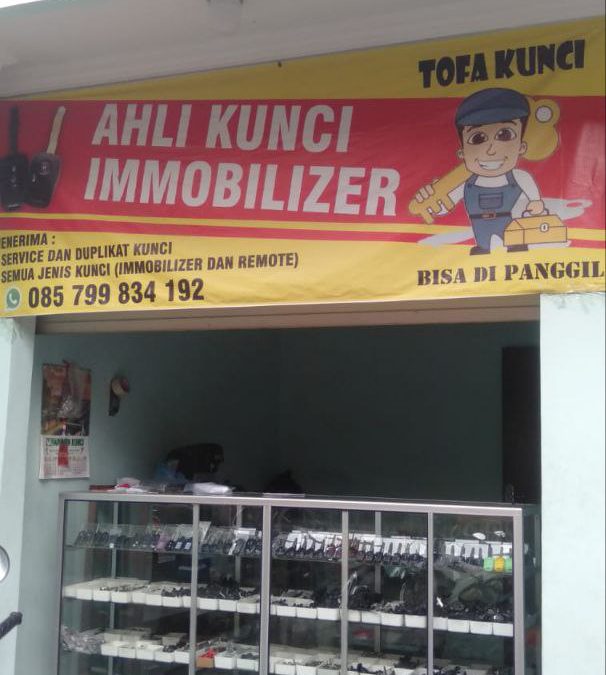 TOFA KUNCI
AHLI KUNCI
IMMOBILIZER
ENERIMA :
SERVICE DAN DUPLIKAT KUNCI
SEMUA JENIS KUNCI (IMMOBILIZER DAN REMOTE)
085 799 834 192
BISA DI PANGGIL